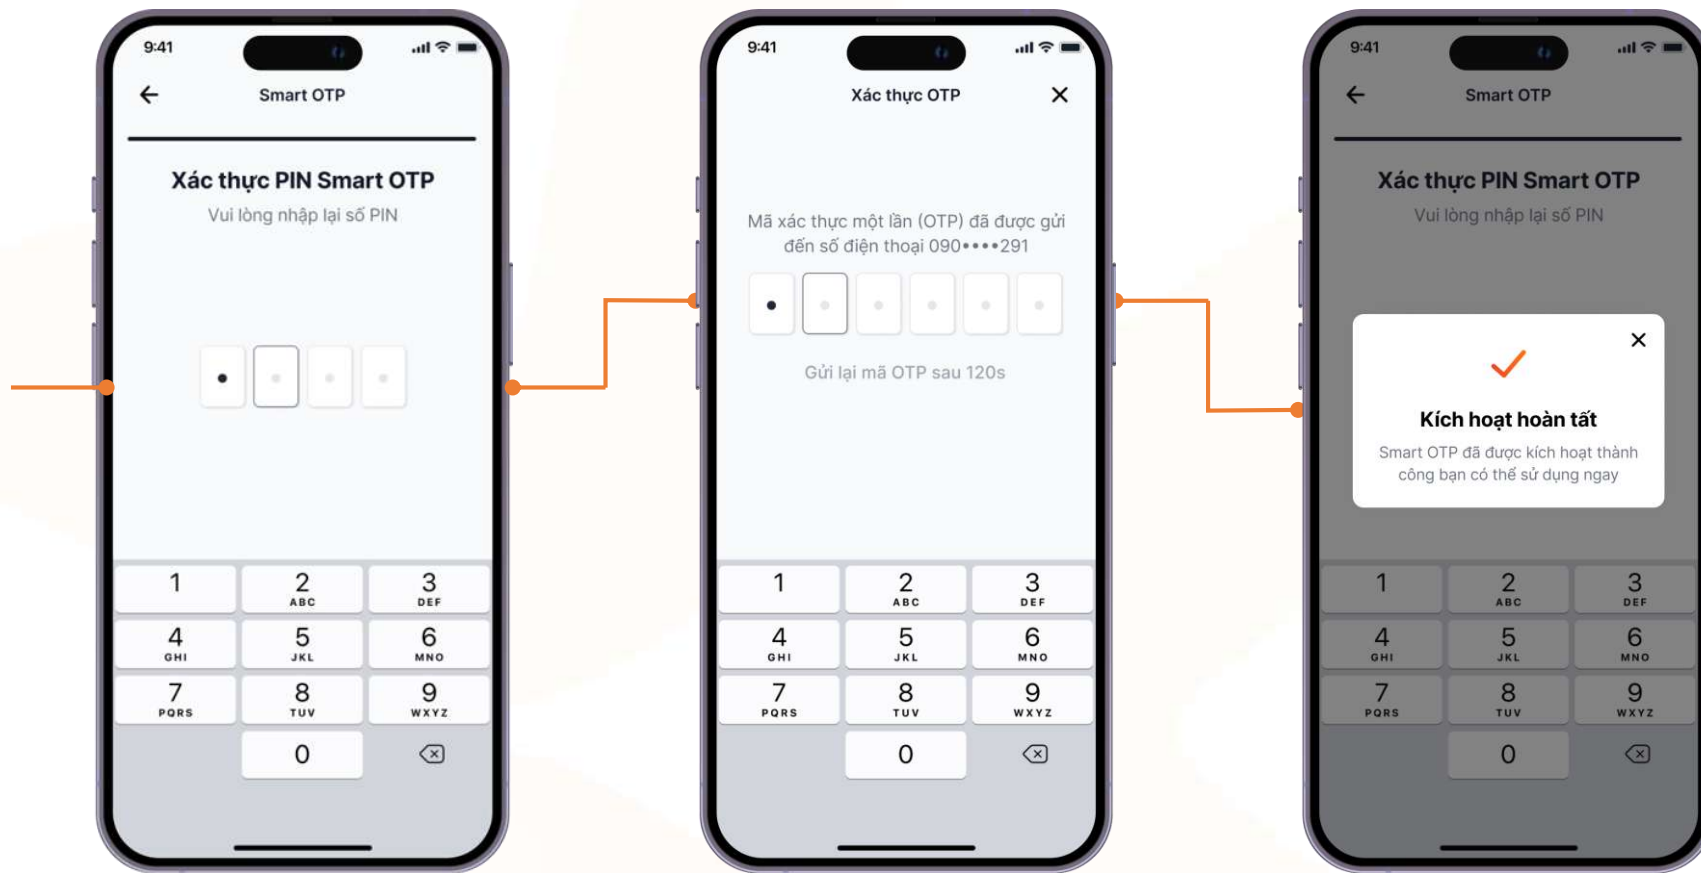 9:41
Smart OTP
Xác thực PIN Smart OTP
Vui lòng nhập lại số PIN
1
2
ABC
3
DEF
4
GHI
5
JKL
6
MNO
7
PQRS
8
TUV
9
WXYZ
0
9:41
Xác thực OTP
Mã xác thực một lần (OTP) đã được gửi
đến số điện thoại 090••••291
Gửi lại mã OTP sau 120s
1
2
ABC
3
DEF
4
GHI
5
JKL
6
MNO
7
PQRS
8
TUV
9
WXYZ
0
9:41
Smart OTP
Xác thực PIN Smart OTP
Vui lòng nhập lại số PIN
Kích hoạt hoàn tất
Smart OTP đã được kích hoạt thành
công bạn có thể sử dụng ngay
1
2
ABC
3
DEF
4
GHI
5
JKL
6
MNO
7
PQRS
8
TUV
9
WXYZ
0